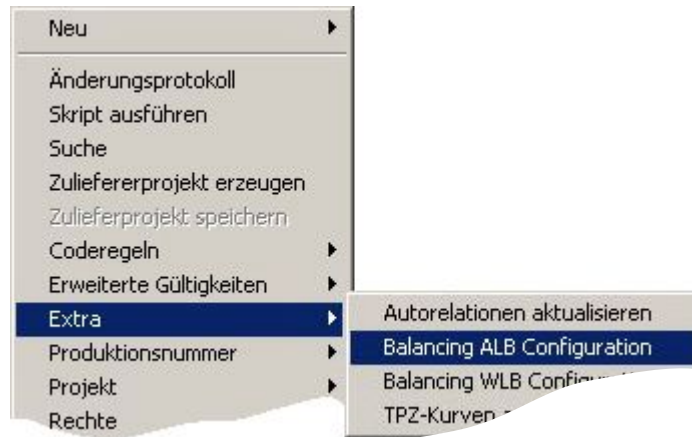 Neu
Änderungsprotokoll
Skript ausführen
Suche
Zuliefererprojekt erzeugen
Zulieferprojekt speichern
Coderegeln
Erweiterte Gültigkeiten
Extra
Produktionsnummer
Projekt
Rechte
Autorelationen aktualisieren
Balancing ALB Configuration
Balancing WLB
TPZ-Kurven